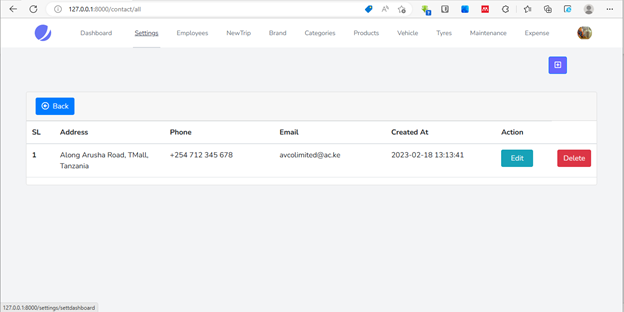 127.0.0.1:8000/contact/all
Dashboard Settings Employees NewTrip Brand Categories Products Vehicle Tyres Maintenance Expense
Back
SL Address Phone Email Created At Action
1 Along Arusha Road, TMall, +254 712 345 678 avcolimited@ac.ke 2023-02-18 13:13:41 Edit Delete
Tanzania
127.0.0.1:8000/settings/settdashboard